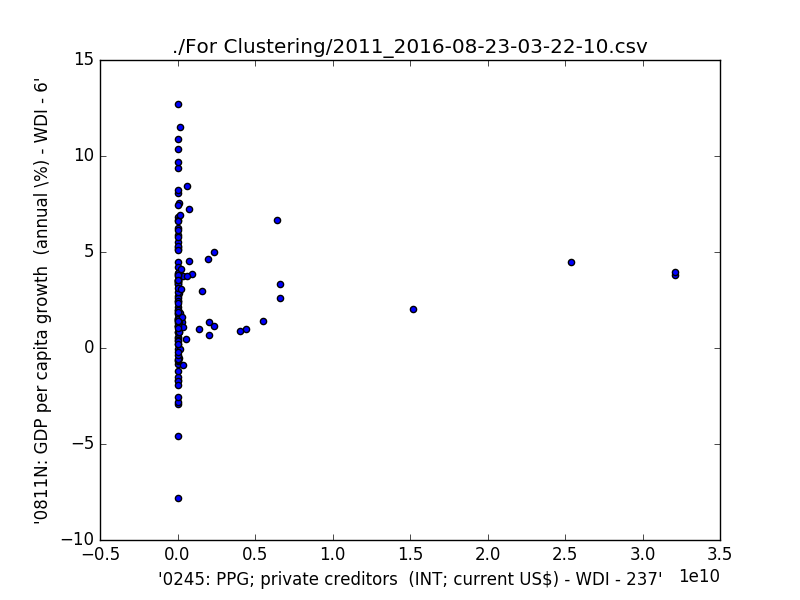 ./For Clustering/2011_2016-08-23-03-22-10.csv
15
10
5
0
−5
−10
'0811N: GDP per capita growth  (annual \%) - WDI - 6'
−0.5 0.0 0.5 1.0 1.5 2.0 2.5 3.0 3.5
1e10
'0245: PPG; private creditors  (INT; current US$) - WDI - 237'